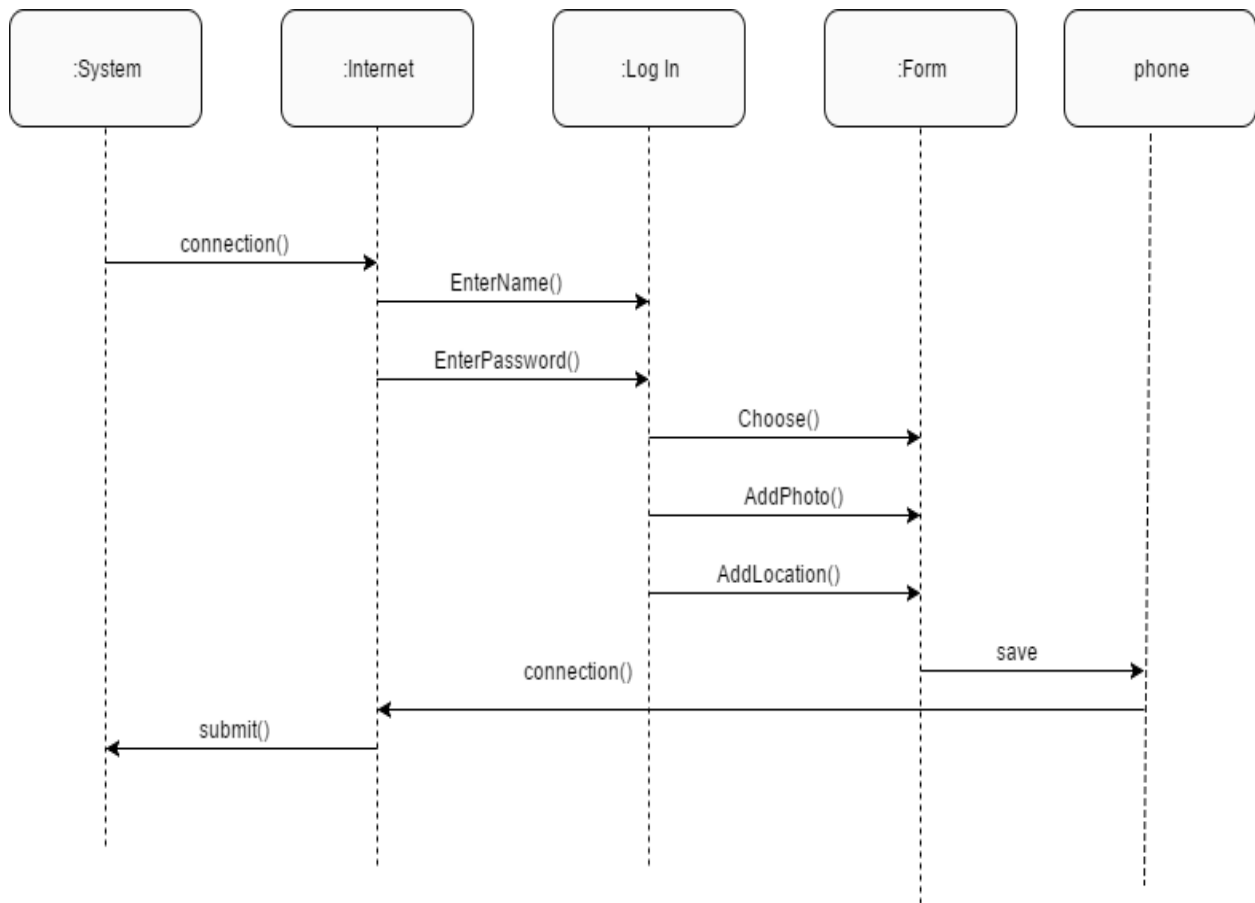 :System
:Internet
:Log In
:Form
phone
connection()
EnterName()
EnterPassword()
Choose()
AddPhoto()
AddLocation()
save
connection()
submit()